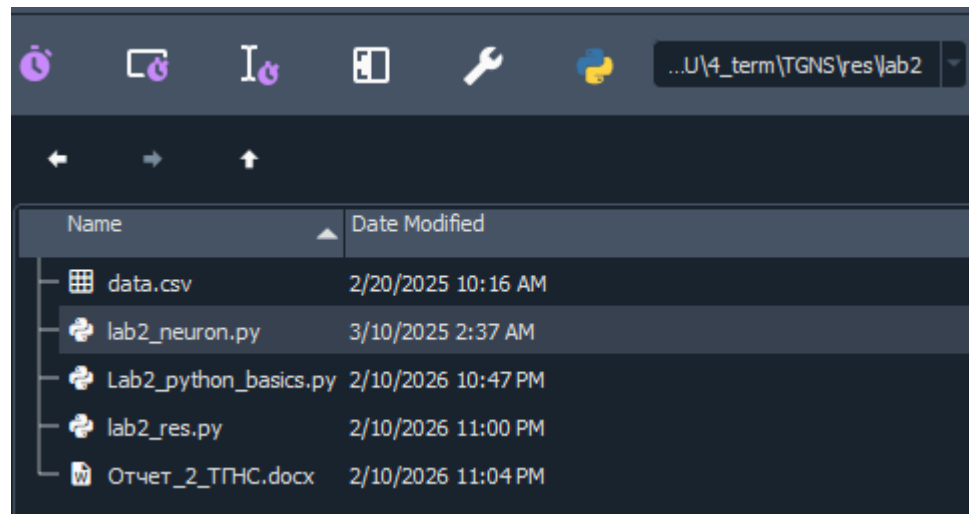 ...U\4_term\TGNS\res\lab2
Name Date Modified
data.csv 2/20/2025 10:16 AM
lab2_neuron.py 3/10/2025 2:37 AM
Lab2_python_basics.py 2/10/2026 10:47 PM
lab2_res.py 2/10/2026 11:00 PM
Отчет_2_ТГНС.docx 2/10/2026 11:04 PM